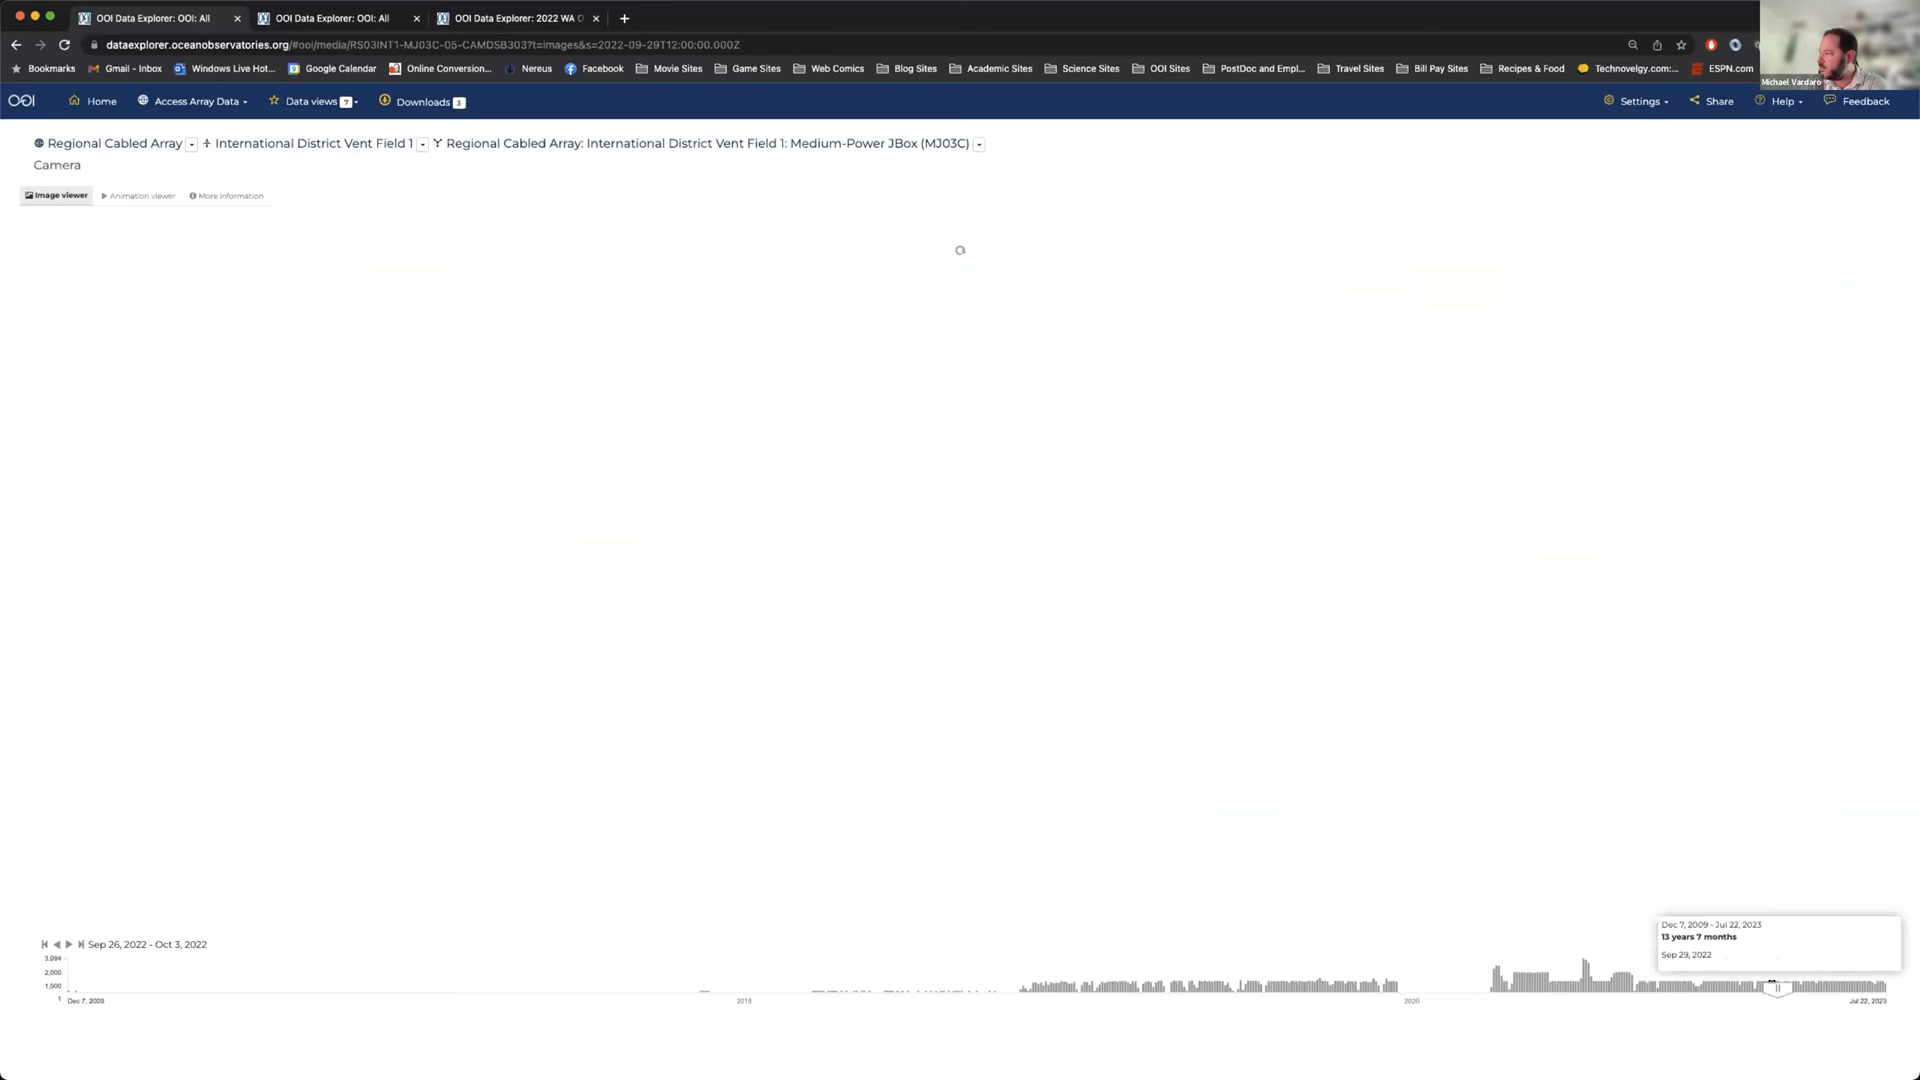 OOI Data Explorer: OOI: All
OOI Data Explorer: OOI: All
OOI Data Explorer: 2022 WA O
dataexplorer.oceanobservatories.org/#ooi/media/RS03INT1-MJ03C-05-CAMDSB303?t=images&s=2022-09-29T12:00:00.000Z
Bookmarks Gmail - Inbox Windows Live Hot... Google Calendar Online Conversion... Nereus Facebook Movie Sites Game Sites Web Comics Blog Sites Academic Sites Science Sites OOI Sites PostDoc and Empl... Travel Sites Bill Pay Sites Recipes & Food Technovelgy.com:... ESPN.com
Michael Vardaro
OOI Home Access Array Data Data views 7 Downloads 3 Settings Share Help Feedback
Regional Cabled Array International District Vent Field 1 Regional Cabled Array: International District Vent Field 1: Medium-Power JBox (MJ03C)
Camera
Image viewer Animation viewer More Information
Dec 7, 2009 - Jul 22, 2023
13 years 7 months
Sep 29, 2022
Sep 26, 2022 - Oct 3, 2022
3,094
2,000
1,000
1
Dec 7, 2009 2018 2020 Jul 22, 2023